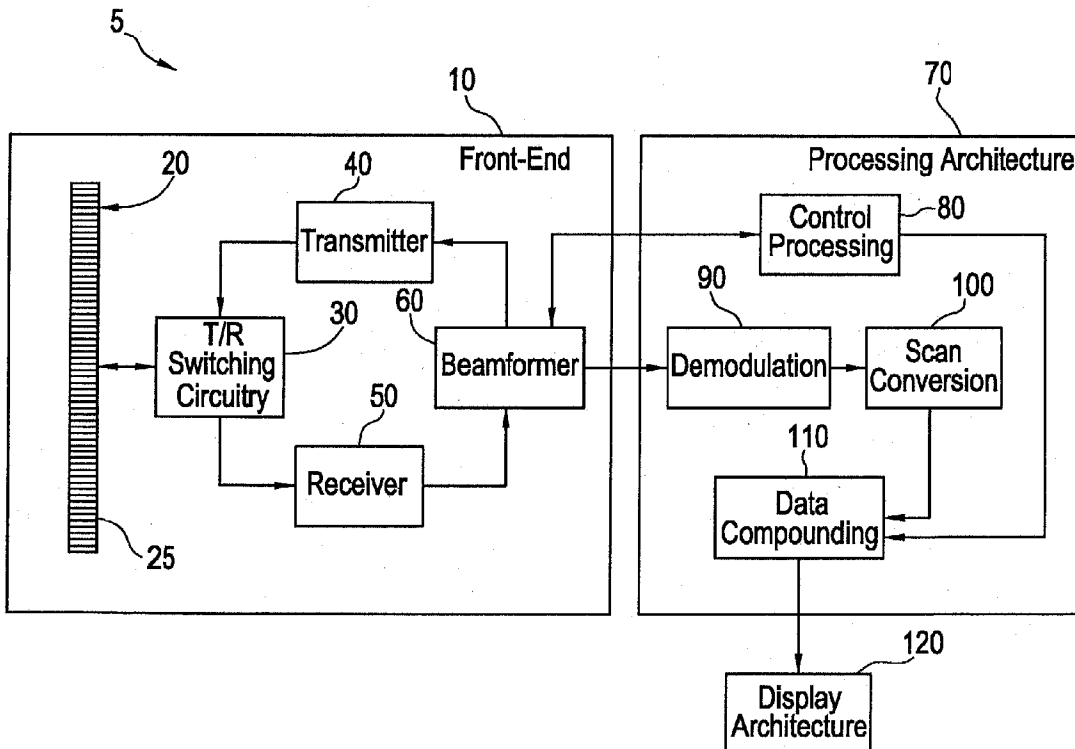 5
10
70
Front-End
Processing Architecture
20
40
80
Transmitter
Control
Processing
90
100
60
T/R
Switching
Circuitry
30
Beamformer
Demodulation
Scan
Conversion
50
110
Receiver
Data
Compounding
25
120
Display
Architecture